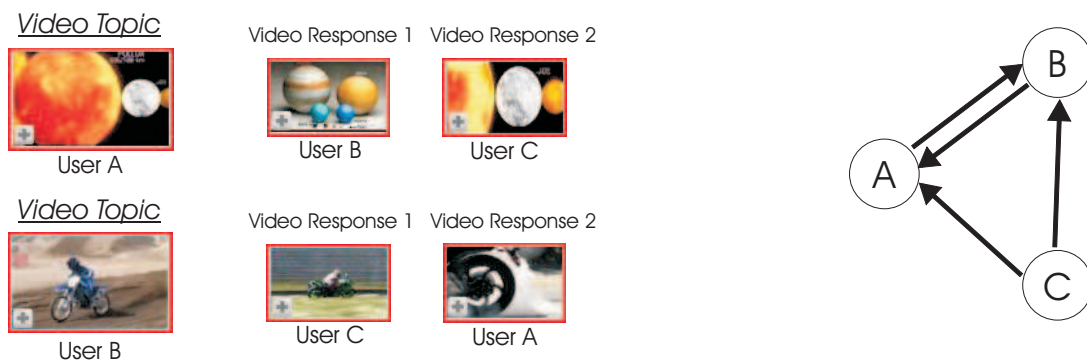 Video Topic
User A
Video Response 1
User B
Video Response 2
User C
Video Topic
User B
Video Response 1
User C
Video Response 2
User A
B
A
C